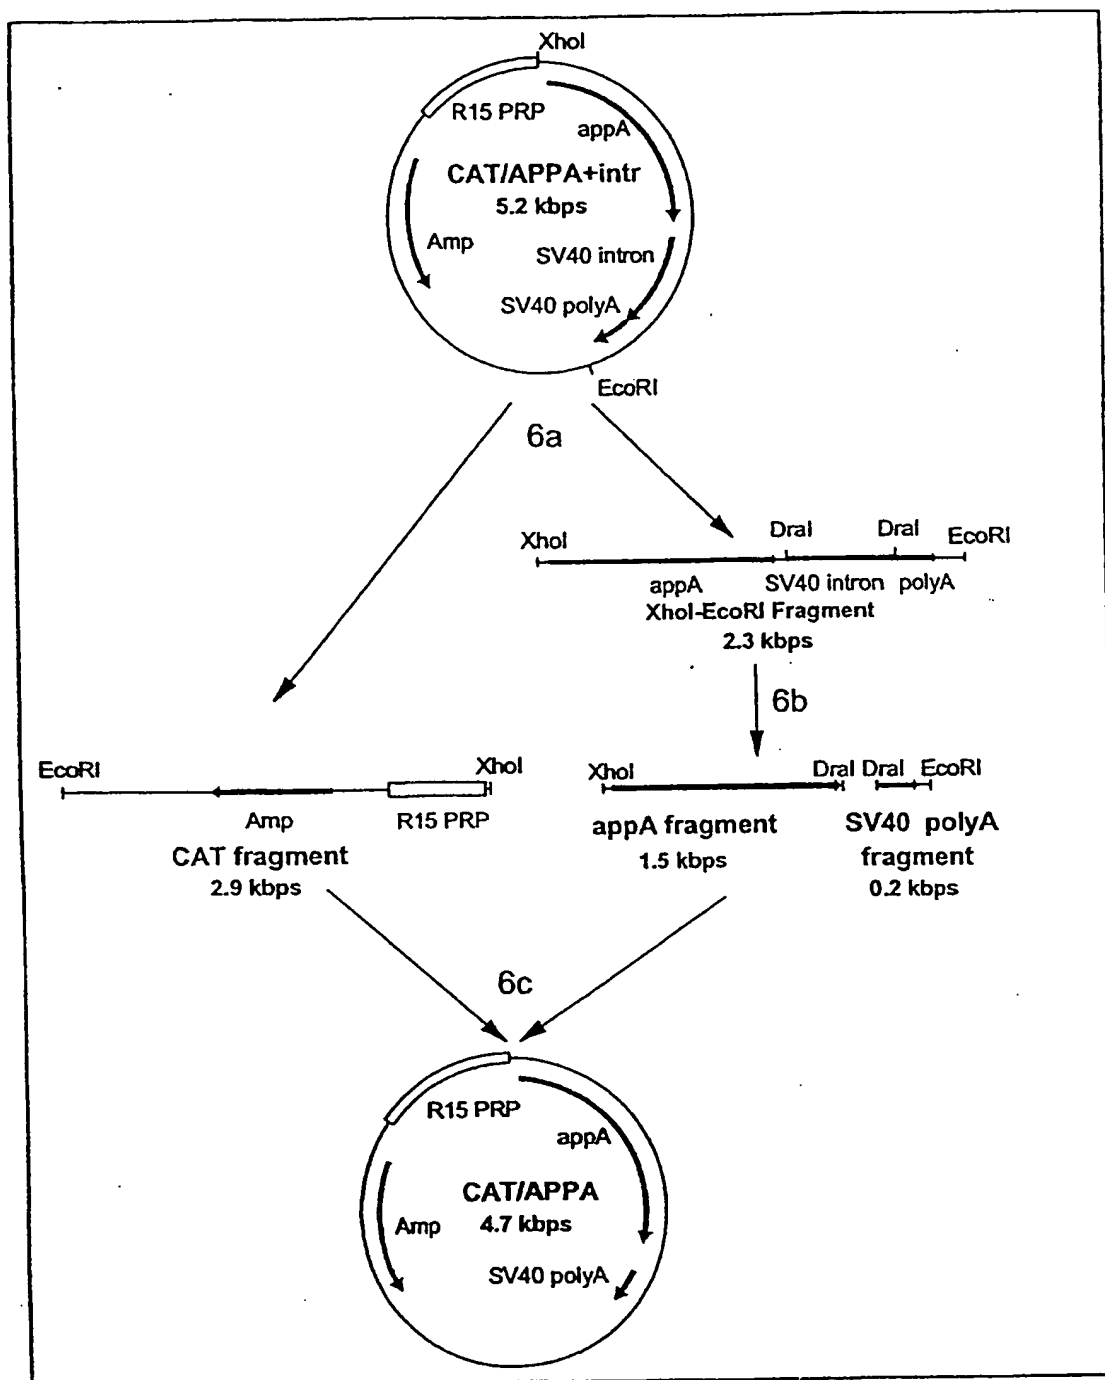 XhoI
R15 PRP
appA
CAT/APPA+intr
5.2 kbps
Amp
SV40 intron
SV40 polyA
EcoRI
6a
XhoI
DraI
DraI
EcoRI
appA
SV40 intron polyA
XhoI-EcoRI Fragment
2.3 kbps
6b
EcoRI
XhoI
Amp
R15 PRP
CAT fragment
2.9 kbps
XhoI
DraI DraI EcoRI
appA fragment
1.5 kbps
SV40 polyA
fragment
0.2 kbps
6c
R15 PRP
appA
CAT/APPA
4.7 kbps
Amp
SV40 polyA